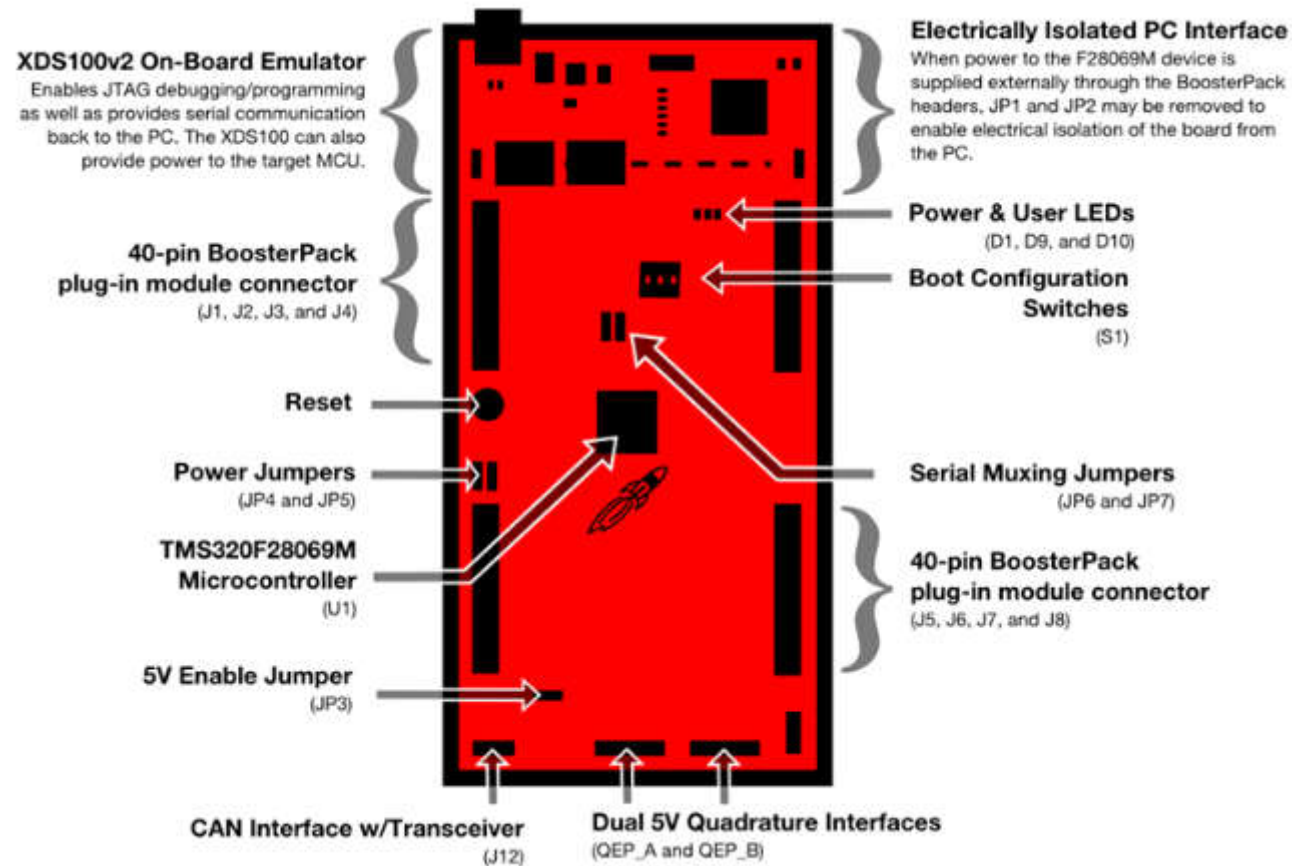 XDS100v2 On-Board Emulator
Enables JTAG debugging/programming
as well as provides serial communication
back to the PC. The XDS100 can also
provide power to the target MCU.
Electrically Isolated PC Interface
When power to the F28069M device is
supplied externally through the BoosterPack
headers, JP1 and JP2 may be removed to
enable electrical isolation of the board from
the PC.
40-pin BoosterPack
plug-in module connector
(J1, J2, J3, and J4)
Power & User LEDs
(D1, D9, and D10)
Boot Configuration
Switches
(S1)
Reset
Power Jumpers
(JP4 and JP5)
Serial Muxing Jumpers
(JP6 and JP7)
TMS320F28069M
Microcontroller
(U1)
40-pin BoosterPack
plug-in module connector
(J5, J6, J7, and J8)
5V Enable Jumper
(JP3)
CAN Interface w/Transceiver
(J12)
Dual 5V Quadrature Interfaces
(QEP_A and QEP_B)